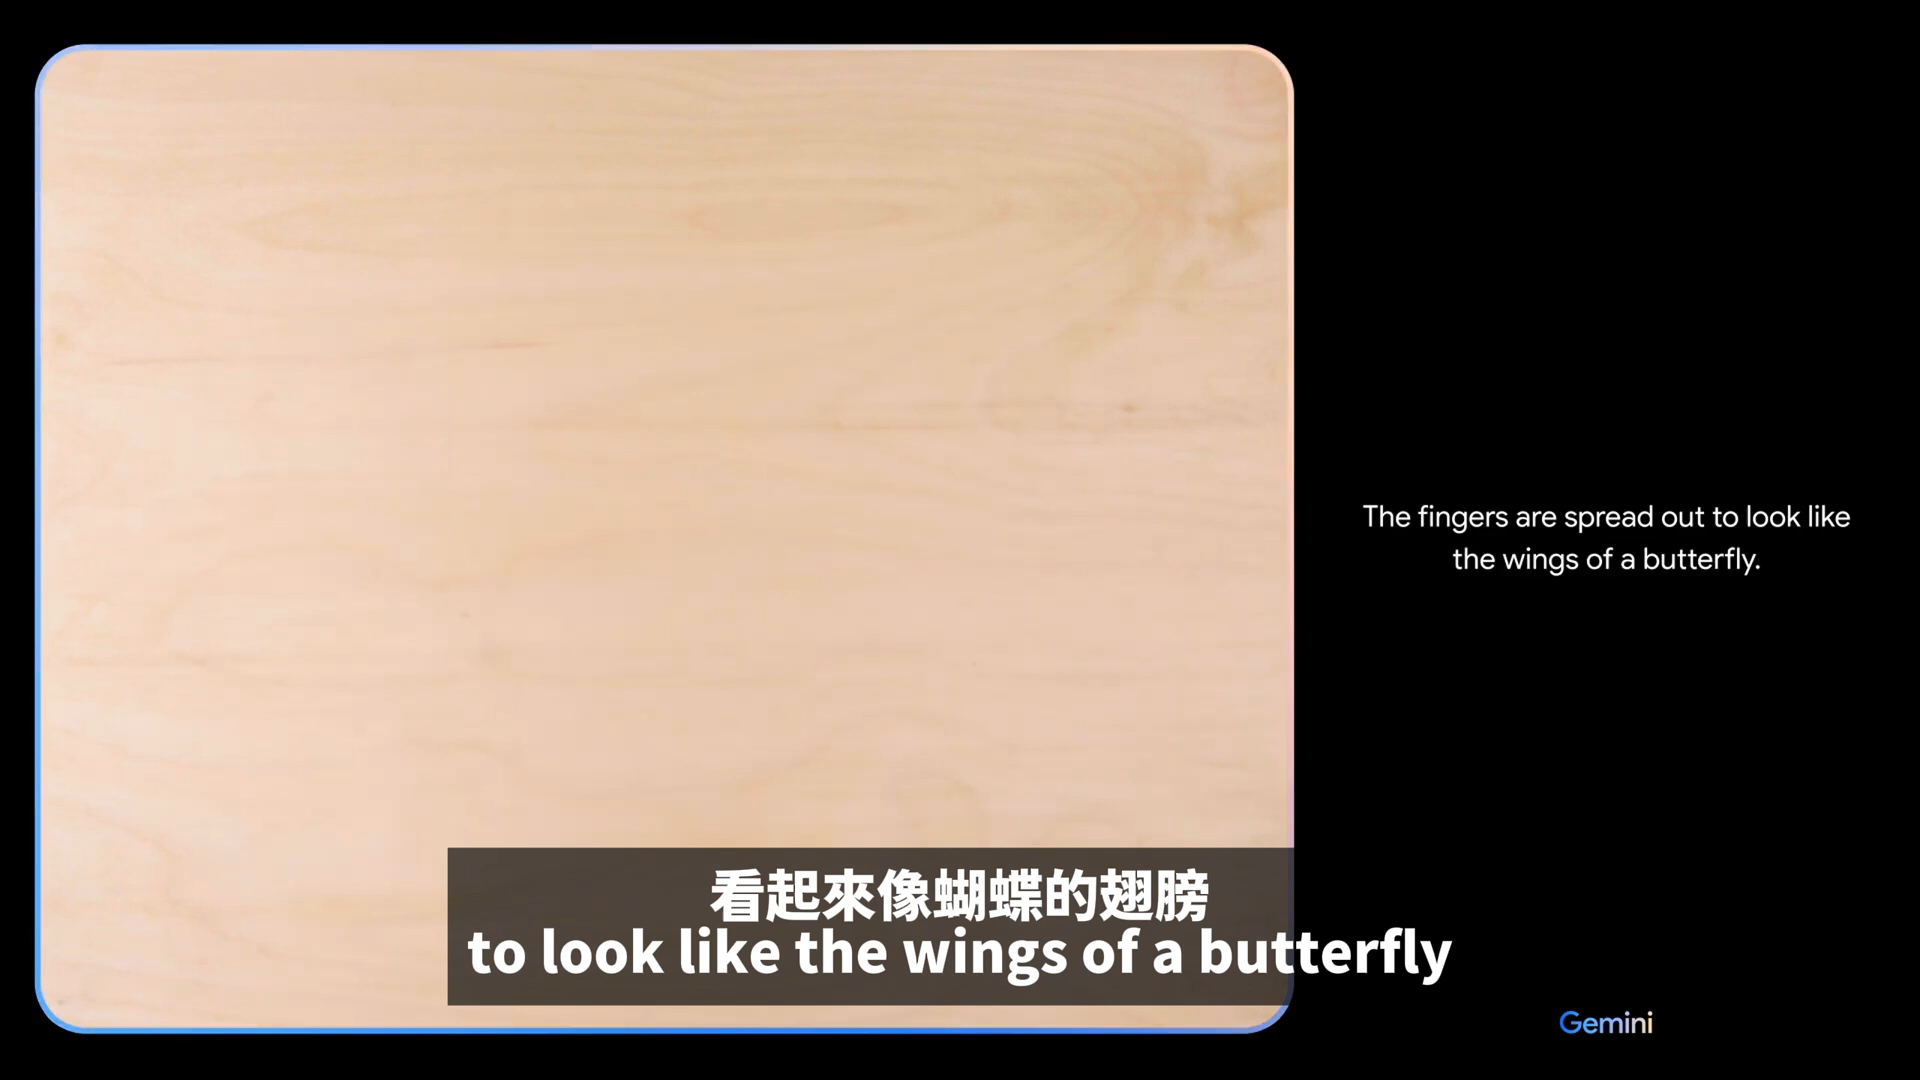 The fingers are spread out to look like
the wings of a butterfly.
看起來像蝴蝶的翅膀
to look like the wings of a butterfly
Gemini